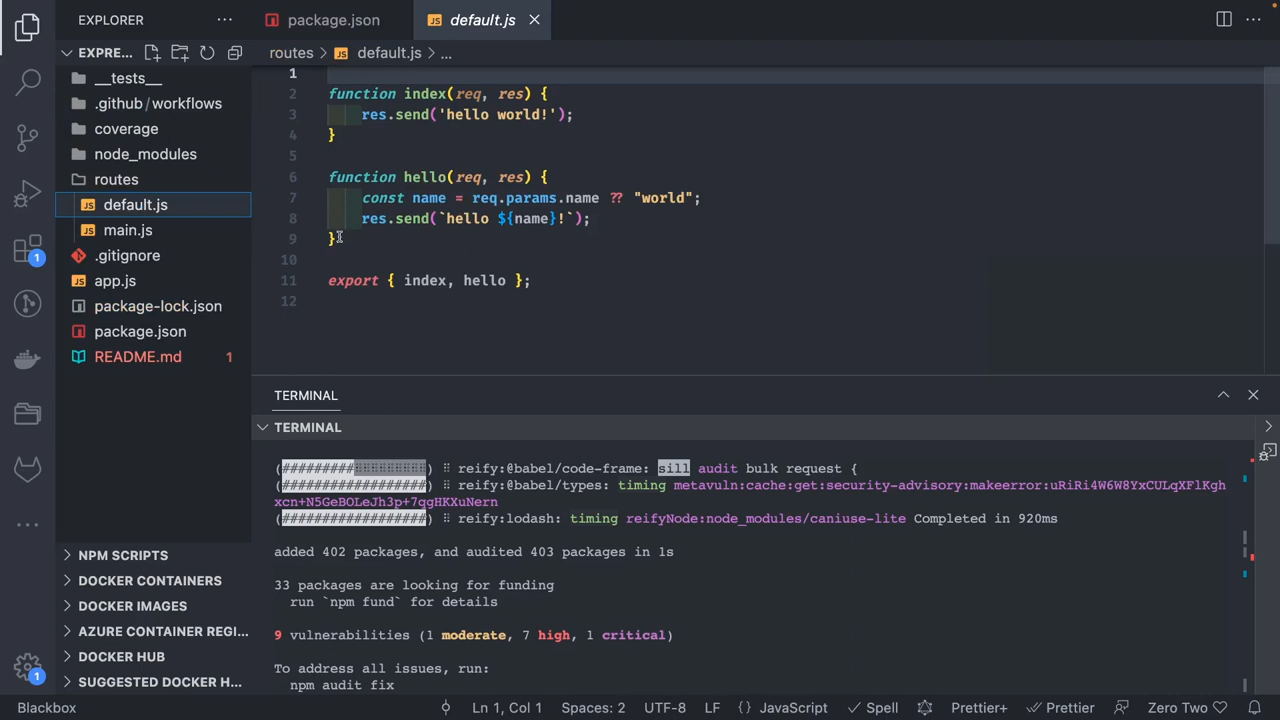 EXPLORER
EXPRE...
__tests__
.github/workflows
coverage
node_modules
routes
JS default.js
JS main.js
.gitignore
JS app.js
package-lock.json
package.json
README.md 1
1
1
NPM SCRIPTS
DOCKER CONTAINERS
DOCKER IMAGES
AZURE CONTAINER REGI...
DOCKER HUB
SUGGESTED DOCKER H...
package.json
JS default.js
routes > JS default.js > ...
1
2 function index(req, res) {
3 res.send('hello world!');
4 }
5
6 function hello(req, res) {
7 const name = req.params.name ?? "world";
8 res.send(`hello ${name}!`);
9 }
10
11 export { index, hello };
12
TERMINAL
TERMINAL
(##################) ⠿ reify:@babel/code-frame: sill audit bulk request {
(##################) ⠿ reify:@babel/types: timing metavuln:cache:get:security-advisory:makeerror:uRiRi4W6W8YxCULqXFlKgh
xcn+N5GeBOLeJh3p+7qgHKXuNern
(##################) ⠿ reify:lodash: timing reifyNode:node_modules/caniuse-lite Completed in 920ms
added 402 packages, and audited 403 packages in 1s
33 packages are looking for funding
run `npm fund` for details
9 vulnerabilities (1 moderate, 7 high, 1 critical)
To address all issues, run:
npm audit fix
Blackbox
Ln 1, Col 1
Spaces: 2
UTF-8
LF
{} JavaScript
Spell
Prettier+
Prettier
Zero Two